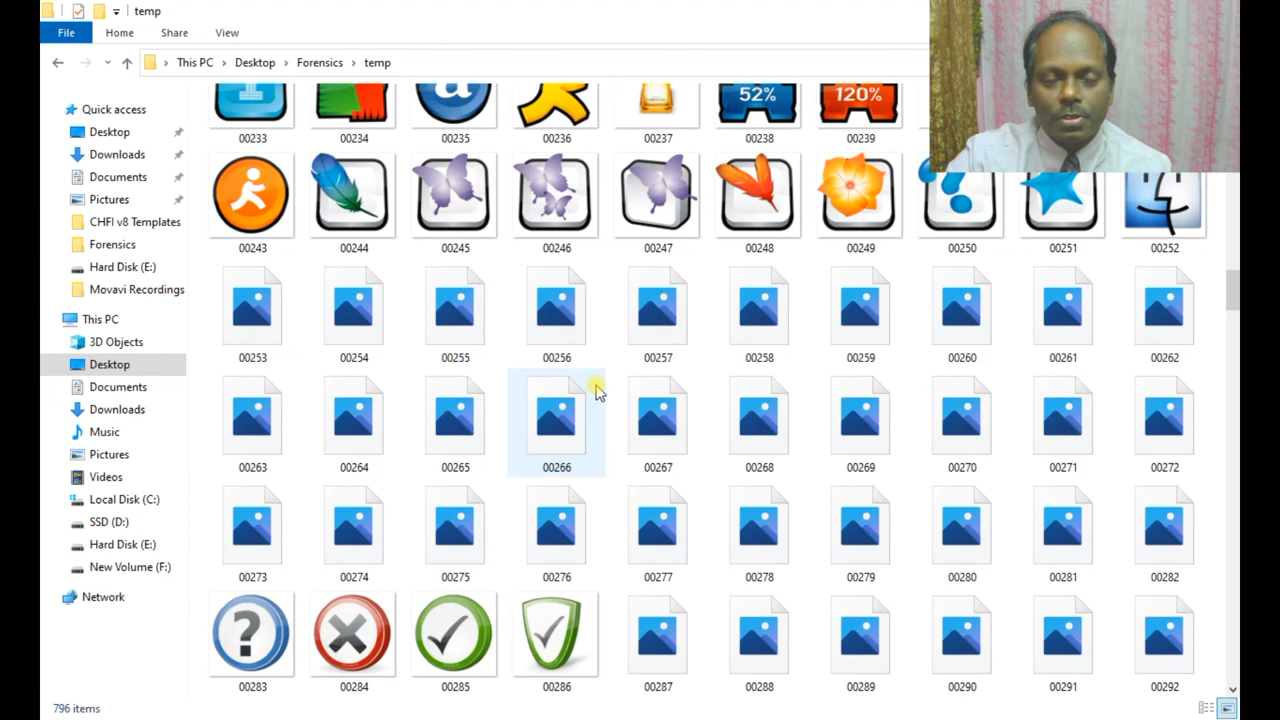 temp
File Home Share View
This PC Desktop Forensics temp
Quick access
Desktop
Downloads
Documents
Pictures
CHFI v8 Templates
Forensics
Hard Disk (E:)
Movavi Recordings
This PC
3D Objects
Desktop
Documents
Downloads
Music
Pictures
Videos
Local Disk (C:)
SSD (D:)
Hard Disk (E:)
New Volume (F:)
Network
52% 120%
00233 00234 00235 00236 00237 00238 00239
00243 00244 00245 00246 00247 00248 00249 00250 00251 00252
00253 00254 00255 00256 00257 00258 00259 00260 00261 00262
00263 00264 00265 00266 00267 00268 00269 00270 00271 00272
00273 00274 00275 00276 00277 00278 00279 00280 00281 00282
?
00283 00284 00285 00286 00287 00288 00289 00290 00291 00292
796 items